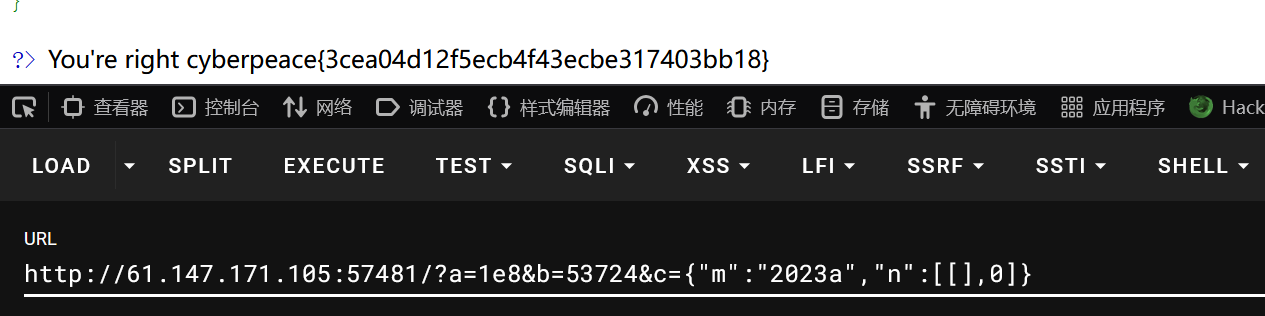 }
?> You're right cyberpeace{3cea04d12f5ecb4f43ecbe317403bb18}
查看器 控制台 网络 调试器 样式编辑器 性能 内存 存储 无障碍环境 应用程序 Hack
LOAD SPLIT EXECUTE TEST SQLI XSS LFI SSRF SSTI SHELL
URL
http://61.147.171.105:57481/?a=1e8&b=53724&c={"m":"2023a","n":[[],0]}